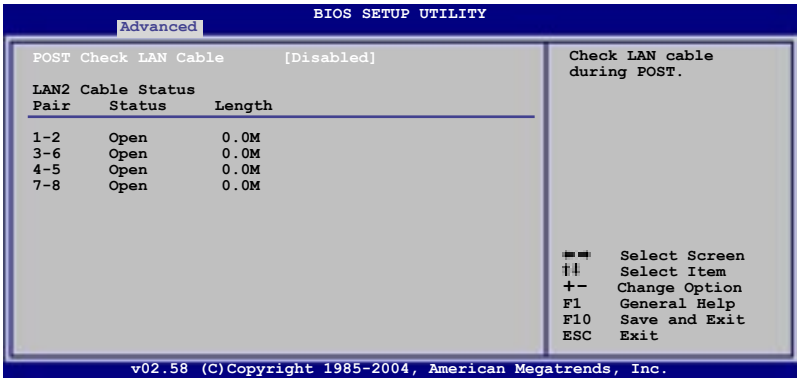 BIOS SETUP UTILITY
Advanced
POST Check LAN Cable [Disabled]
LAN2 Cable Status
Pair Status Length
1-2 Open 0.0M
3-6 Open 0.0M
4-5 Open 0.0M
7-8 Open 0.0M
Check LAN cable
during POST.
←→ Select Screen
↑↓ Select Item
+- Change Option
F1 General Help
F10 Save and Exit
ESC Exit
v02.58 (C)Copyright 1985-2004, American Megatrends, Inc.